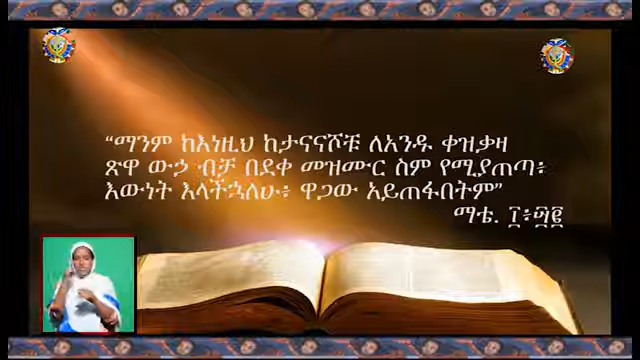 “ማንም ከእነዚህ ከታናናሾቹ ለአንዱ ቀዝቃዛ
ጽዋ ውኃ ብቻ በደቀ መዝሙር ስም የሚያጠጣ፥
እውነት እላችኋለሁ፥ ዋጋው አይጠፋበትም”
ማቴ. ፲፥፵፪